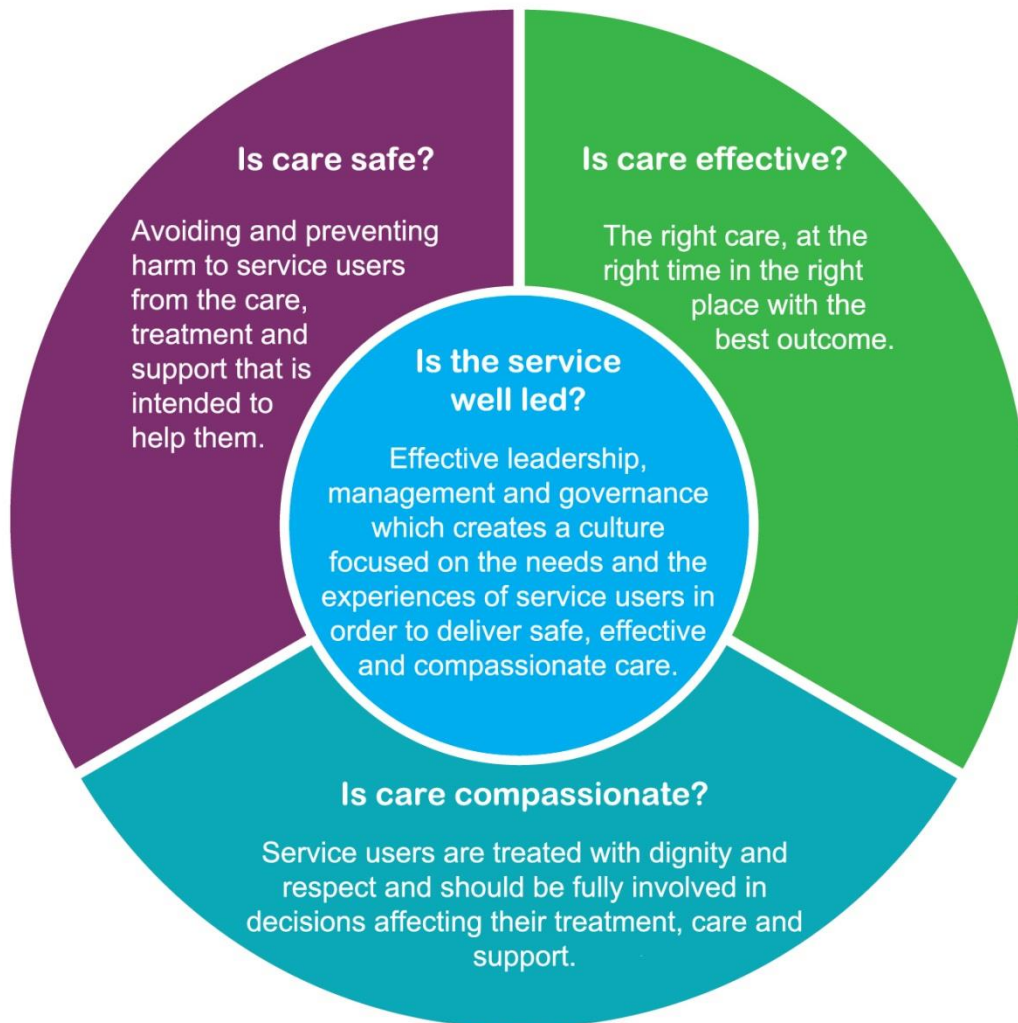 Is care safe?
Avoiding and preventing
harm to service users
from the care,
treatment and
support that is
intended to
help them.
Is care effective?
The right care, at the
right time in the right
place with the
best outcome.
Is the service
well led?
Effective leadership,
management and governance
which creates a culture
focused on the needs and the
experiences of service users in
order to deliver safe, effective
and compassionate care.
Is care compassionate?
Service users are treated with dignity and
respect and should be fully involved in
decisions affecting their treatment, care and
support.